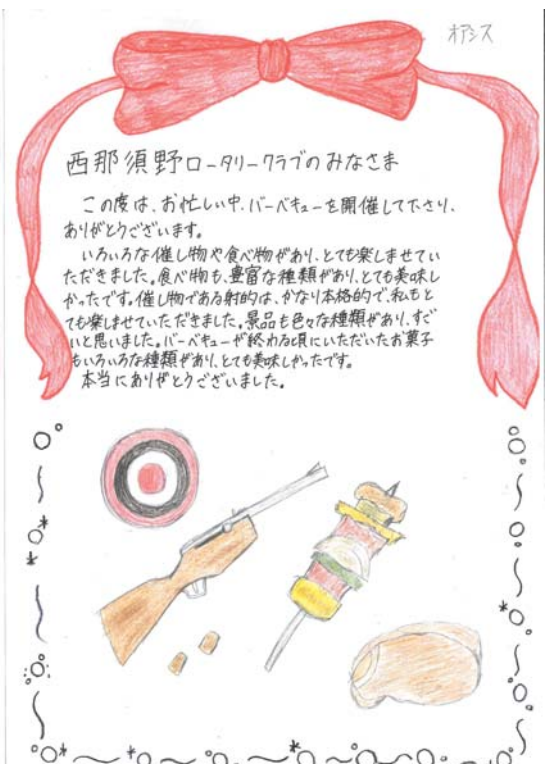 オアシス
西那須野ロータリークラブのみなさま
この度は、お忙しい中、バーベキューを開催して下さり、
ありがとうございます。
いろいろな催し物や食べ物があり、とても楽しませてい
ただきました。食べ物も、豊富な種類があり、とても美味し
かったです。催し物である射的は、かなり本格的で、私もと
ても楽しませていただきました。景品も色々な種類があり、すご
いと思いました。バーベキューが終わる頃にいただいたお菓子
もいろいろな種類があり、とても美味しかったです。
本当にありがとうございました。